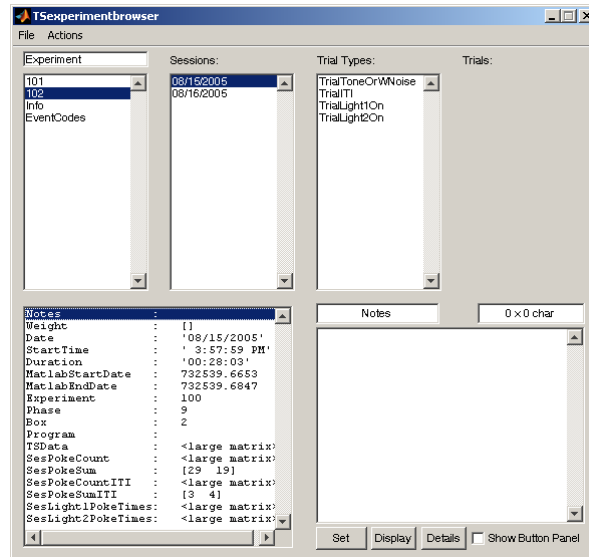 TSexperimentbrowser
File Actions
Experiment
Sessions:
Trial Types:
Trials:
101
102
Info
EventCodes
08/15/2005
08/16/2005
TrialToneOrWNoise
TrialITI
TrialLight1On
TrialLight2On
Notes :
Weight : []
Date : '08/15/2005'
StartTime : ' 3:57:59 PM'
Duration : '00:28:03'
MatlabStartDate : 732539.6653
MatlabEndDate : 732539.6847
Experiment : 100
Phase : 9
Box : 2
Program :
TSData : <large matrix>
SesPokeCount : <large matrix>
SesPokeSum : [29 19]
SesPokeCountITI : <large matrix>
SesPokeSumITI : [3 4]
SesLight1PokeTimes: <large matrix>
SesLight2PokeTimes: <large matrix>
Notes
0 × 0 char
Set Display Details Show Button Panel